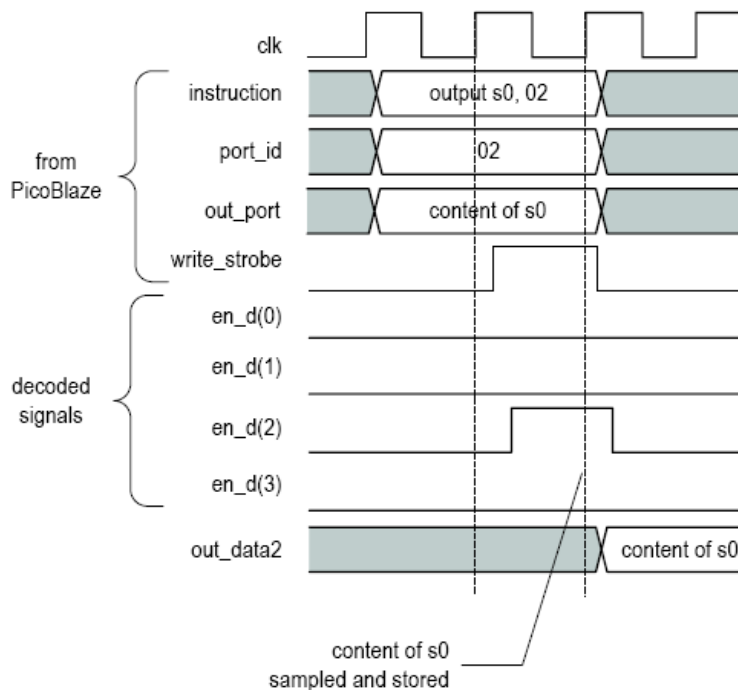 clk
instruction
output s0, 02
from
PicoBlaze
port_id
02
out_port
content of s0
write_strobe
en_d(0)
en_d(1)
decoded
signals
en_d(2)
en_d(3)
out_data2
content of s0
content of s0
sampled and stored